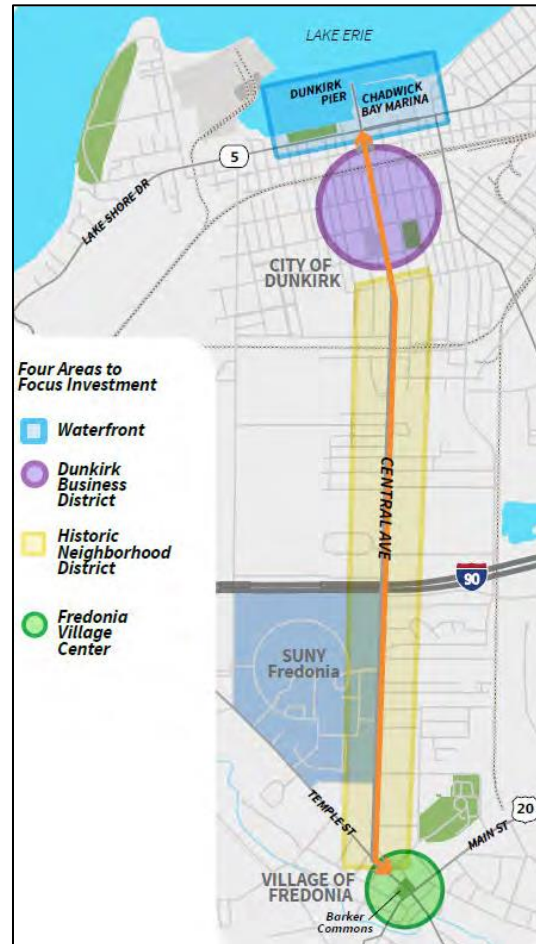 LAKE ERIE
DUNKIRK
PIER
CHADWICK
BAY MARINA
5
LAKE SHORE DR
CITY OF
DUNKIRK
Four Areas to
Focus Investment
Waterfront
Dunkirk
Business
District
Historic
Neighborhood
District
Fredonia
Village
Center
CENTRAL AVE
90
SUNY
Fredonia
TEMPLE ST
MAIN ST
20
VILLAGE OF
FREDONIA
Barker
Commons